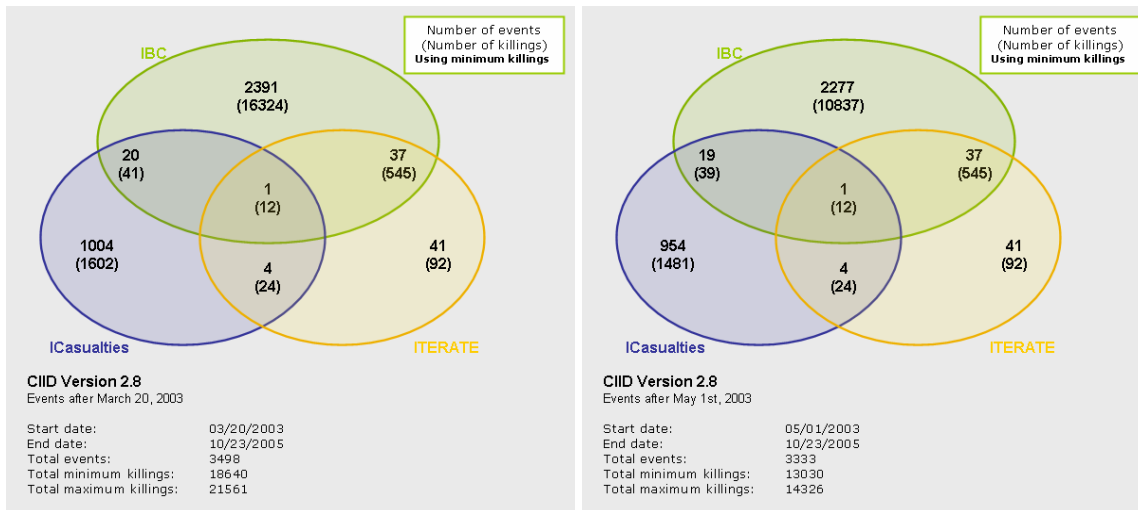 Number of events
(Number of killings)
Using minimum killings
IBC
2391
(16324)
20
(41)
37
(545)
1
(12)
1004
(1602)
41
(92)
4
(24)
ICasualties
ITERATE
CIID Version 2.8
Events after March 20, 2003
Start date: 03/20/2003
End date: 10/23/2005
Total events: 3498
Total minimum killings: 18640
Total maximum killings: 21561
Number of events
(Number of killings)
Using minimum killings
IBC
2277
(10837)
19
(39)
37
(545)
1
(12)
954
(1481)
41
(92)
4
(24)
ICasualties
ITERATE
CIID Version 2.8
Events after May 1st, 2003
Start date: 05/01/2003
End date: 10/23/2005
Total events: 3333
Total minimum killings: 13030
Total maximum killings: 14326